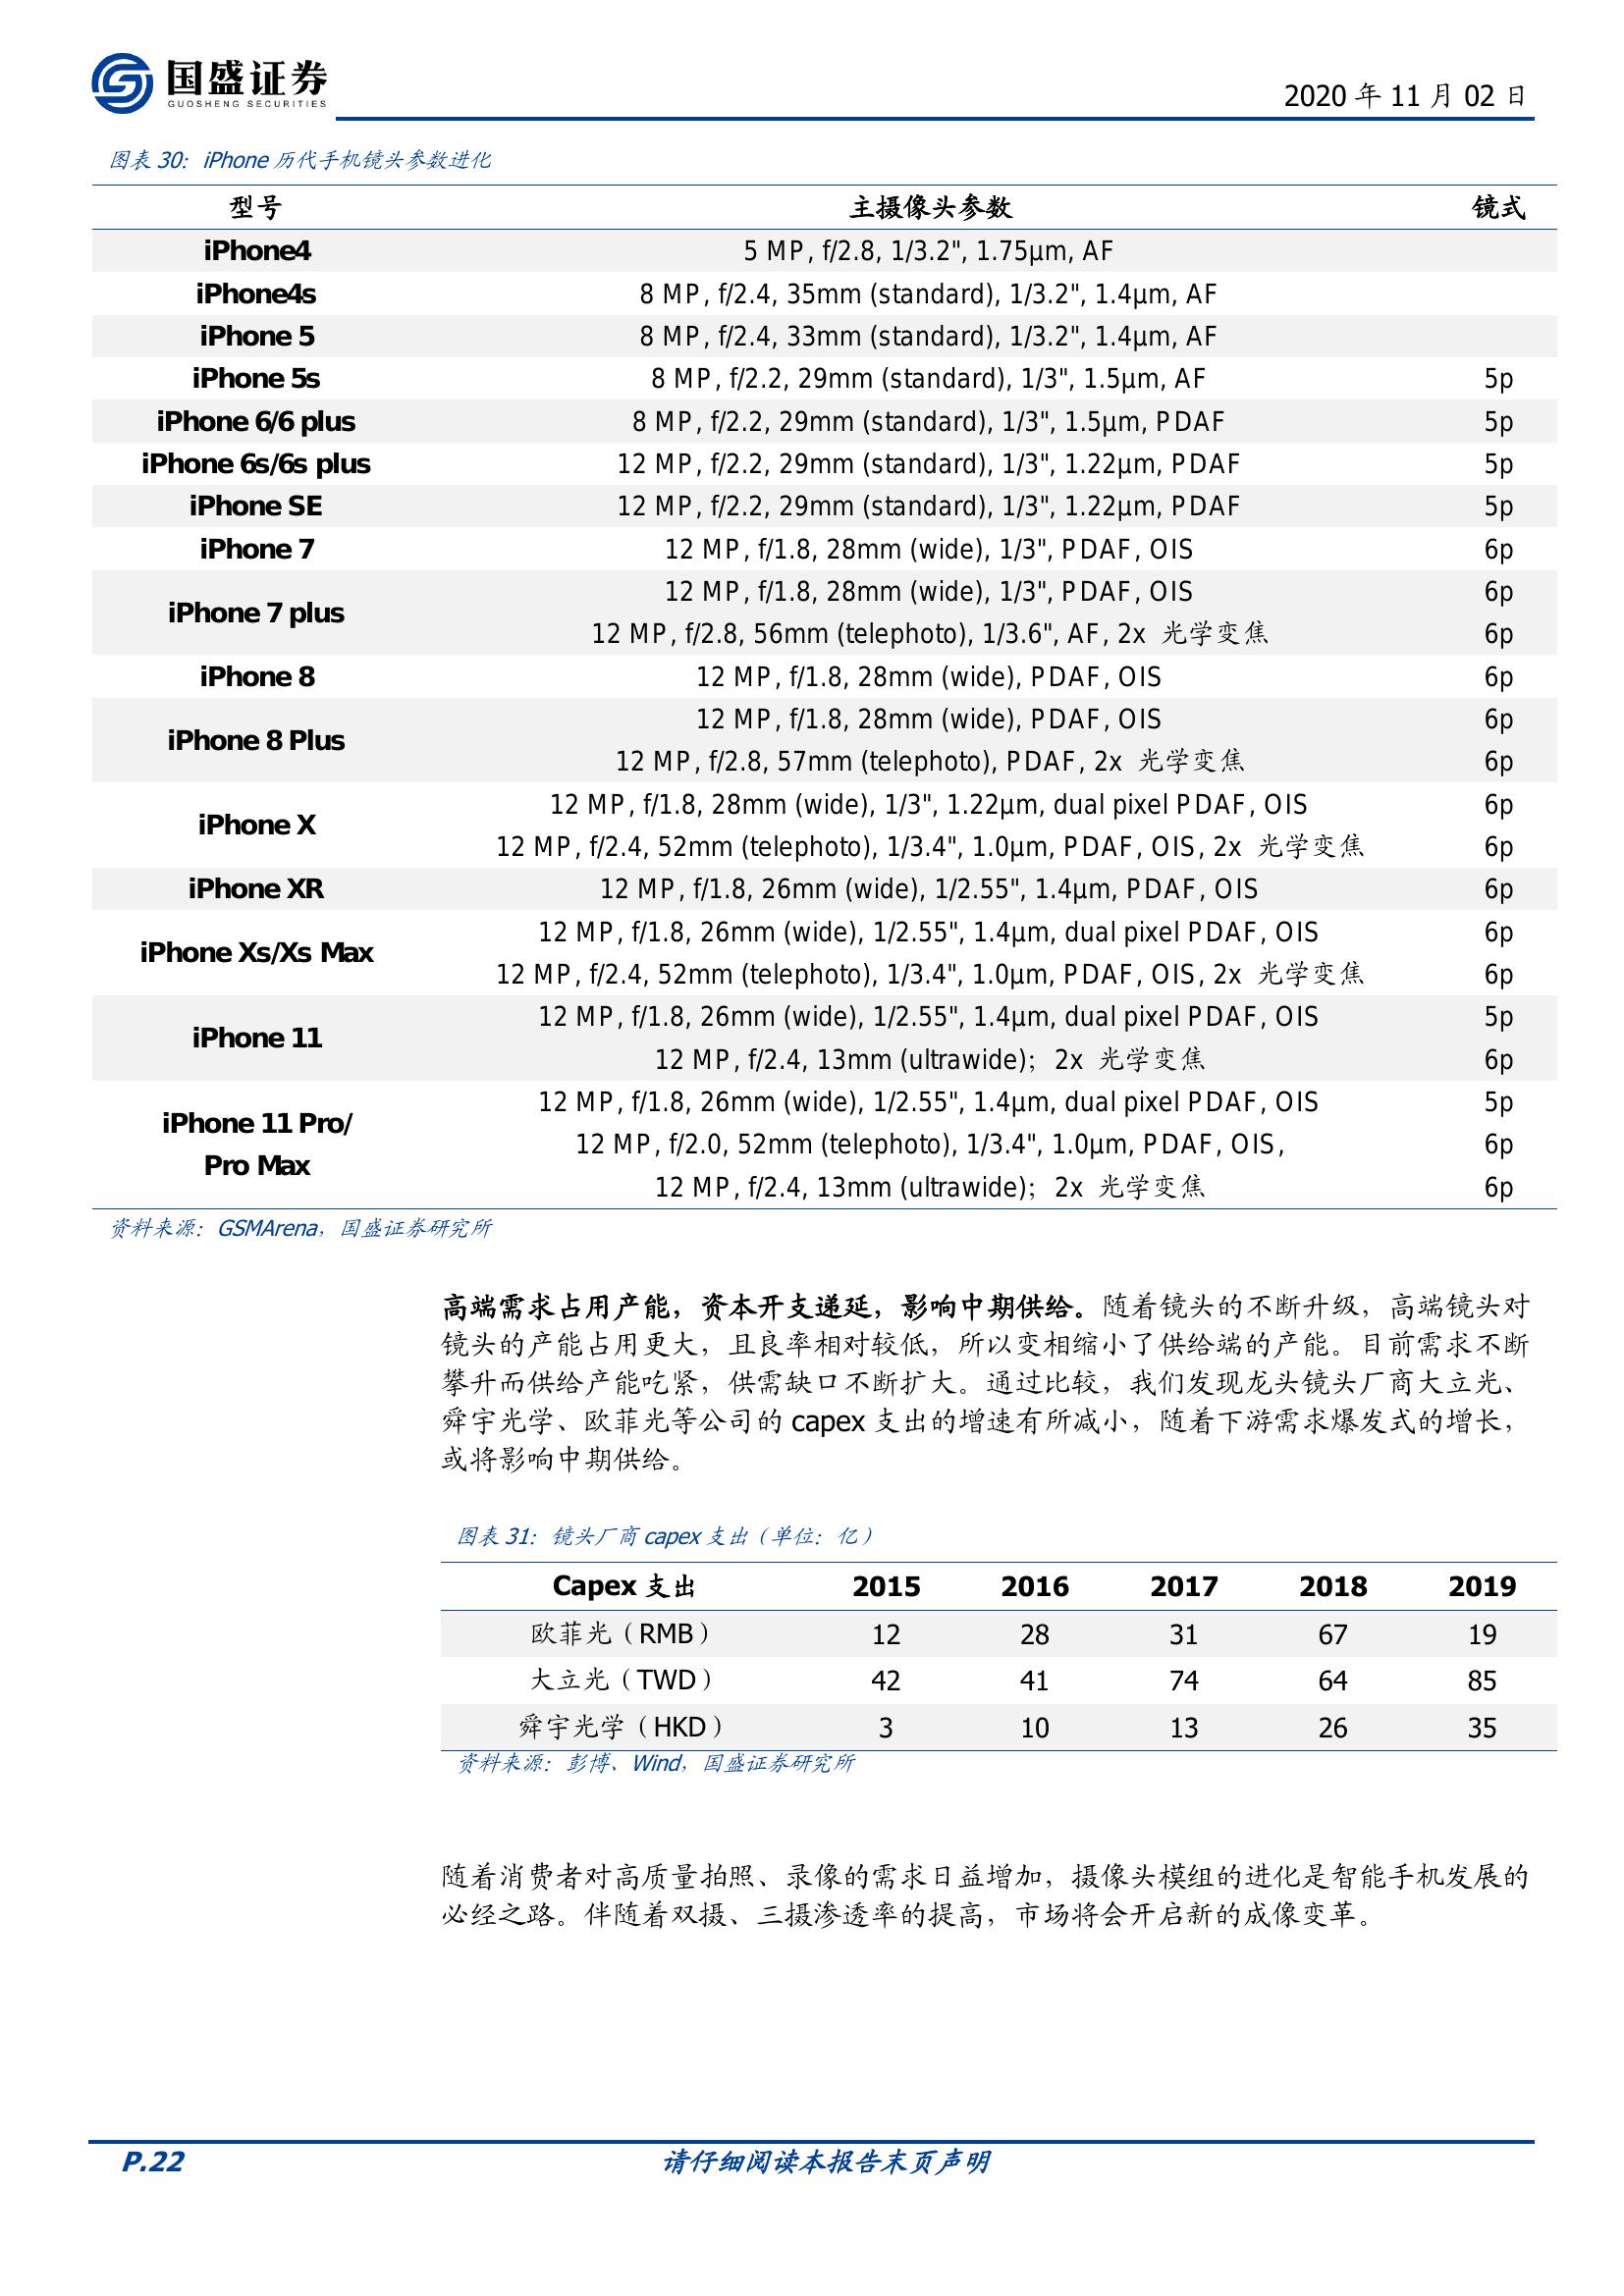 国盛证券
GUOSHENG SECURITIES
2020 年 11 月 02 日
图表 30：iPhone 历代手机镜头参数进化
型号 主摄像头参数 镜式
iPhone4 5 MP, f/2.8, 1/3.2", 1.75µm, AF
iPhone4s 8 MP, f/2.4, 35mm (standard), 1/3.2", 1.4µm, AF
iPhone 5 8 MP, f/2.4, 33mm (standard), 1/3.2", 1.4µm, AF
iPhone 5s 8 MP, f/2.2, 29mm (standard), 1/3", 1.5µm, AF 5p
iPhone 6/6 plus 8 MP, f/2.2, 29mm (standard), 1/3", 1.5µm, PDAF 5p
iPhone 6s/6s plus 12 MP, f/2.2, 29mm (standard), 1/3", 1.22µm, PDAF 5p
iPhone SE 12 MP, f/2.2, 29mm (standard), 1/3", 1.22µm, PDAF 5p
iPhone 7 12 MP, f/1.8, 28mm (wide), 1/3", PDAF, OIS 6p
iPhone 7 plus 12 MP, f/1.8, 28mm (wide), 1/3", PDAF, OIS 6p
12 MP, f/2.8, 56mm (telephoto), 1/3.6", AF, 2x 光学变焦 6p
iPhone 8 12 MP, f/1.8, 28mm (wide), PDAF, OIS 6p
iPhone 8 Plus 12 MP, f/1.8, 28mm (wide), PDAF, OIS 6p
12 MP, f/2.8, 57mm (telephoto), PDAF, 2x 光学变焦 6p
iPhone X 12 MP, f/1.8, 28mm (wide), 1/3", 1.22µm, dual pixel PDAF, OIS 6p
12 MP, f/2.4, 52mm (telephoto), 1/3.4", 1.0µm, PDAF, OIS, 2x 光学变焦 6p
iPhone XR 12 MP, f/1.8, 26mm (wide), 1/2.55", 1.4µm, PDAF, OIS 6p
iPhone Xs/Xs Max 12 MP, f/1.8, 26mm (wide), 1/2.55", 1.4µm, dual pixel PDAF, OIS 6p
12 MP, f/2.4, 52mm (telephoto), 1/3.4", 1.0µm, PDAF, OIS, 2x 光学变焦 6p
iPhone 11 12 MP, f/1.8, 26mm (wide), 1/2.55", 1.4µm, dual pixel PDAF, OIS 5p
12 MP, f/2.4, 13mm (ultrawide)；2x 光学变焦 6p
iPhone 11 Pro/ 12 MP, f/1.8, 26mm (wide), 1/2.55", 1.4µm, dual pixel PDAF, OIS 5p
12 MP, f/2.0, 52mm (telephoto), 1/3.4", 1.0µm, PDAF, OIS, 6p
Pro Max 12 MP, f/2.4, 13mm (ultrawide)；2x 光学变焦 6p
资料来源：GSMArena，国盛证券研究所
高端需求占用产能，资本开支递延，影响中期供给。随着镜头的不断升级，高端镜头对
镜头的产能占用更大，且良率相对较低，所以变相缩小了供给端的产能。目前需求不断
攀升而供给产能吃紧，供需缺口不断扩大。通过比较，我们发现龙头镜头厂商大立光、
舜宇光学、欧菲光等公司的 capex 支出的增速有所减小，随着下游需求爆发式的增长，
或将影响中期供给。
图表 31：镜头厂商 capex 支出（单位：亿）
Capex 支出 2015 2016 2017 2018 2019
欧菲光（RMB） 12 28 31 67 19
大立光（TWD） 42 41 74 64 85
舜宇光学（HKD） 3 10 13 26 35
资料来源：彭博、Wind，国盛证券研究所
随着消费者对高质量拍照、录像的需求日益增加，摄像头模组的进化是智能手机发展的
必经之路。伴随着双摄、三摄渗透率的提高，市场将会开启新的成像变革。
P.22 请仔细阅读本报告末页声明